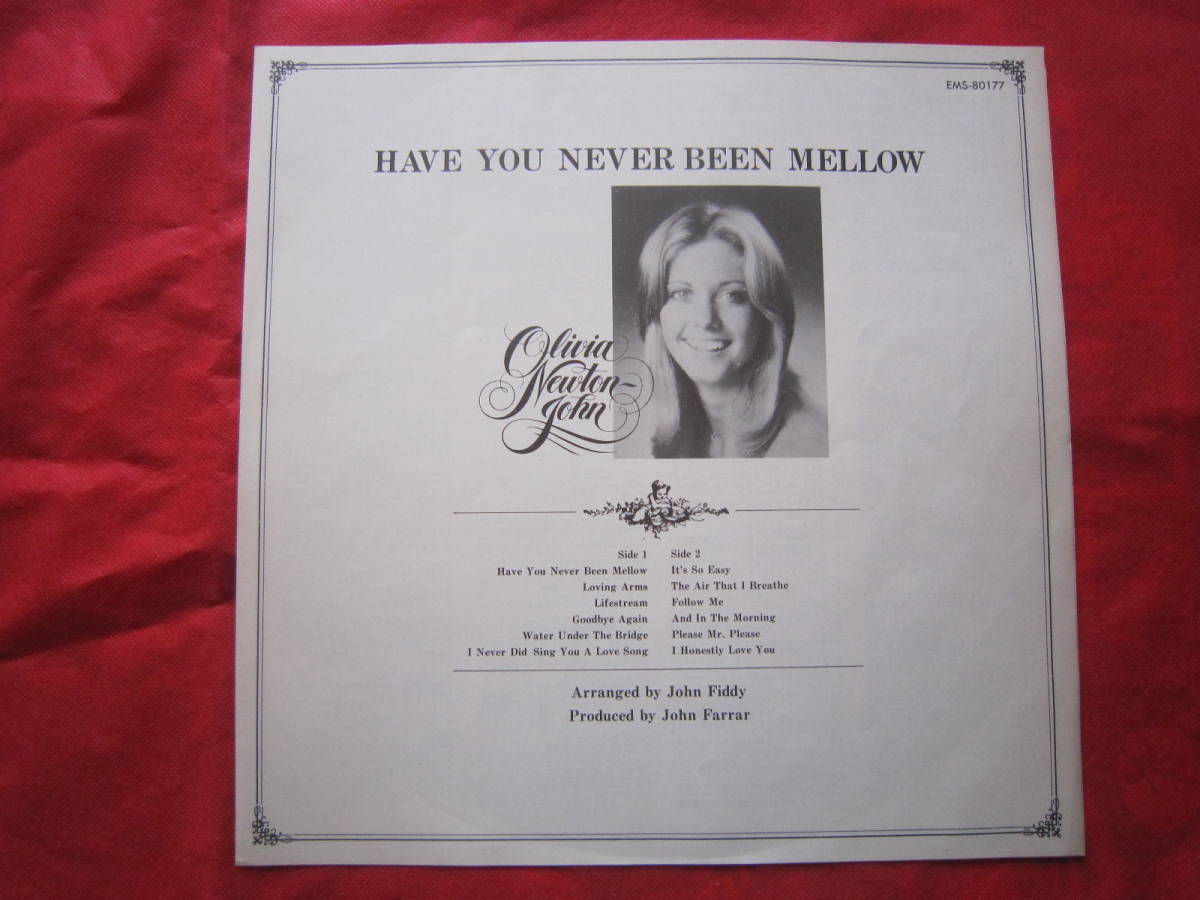 EMS-80177
HAVE YOU NEVER BEEN MELLOW
Olivia
Newton-
John
Side 1
Have You Never Been Mellow
Loving Arms
Lifestream
Goodbye Again
Water Under The Bridge
I Never Did Sing You A Love Song
Side 2
It's So Easy
The Air That I Breathe
Follow Me
And In The Morning
Please Mr. Please
I Honestly Love You
Arranged by John Fiddy
Produced by John Farrar